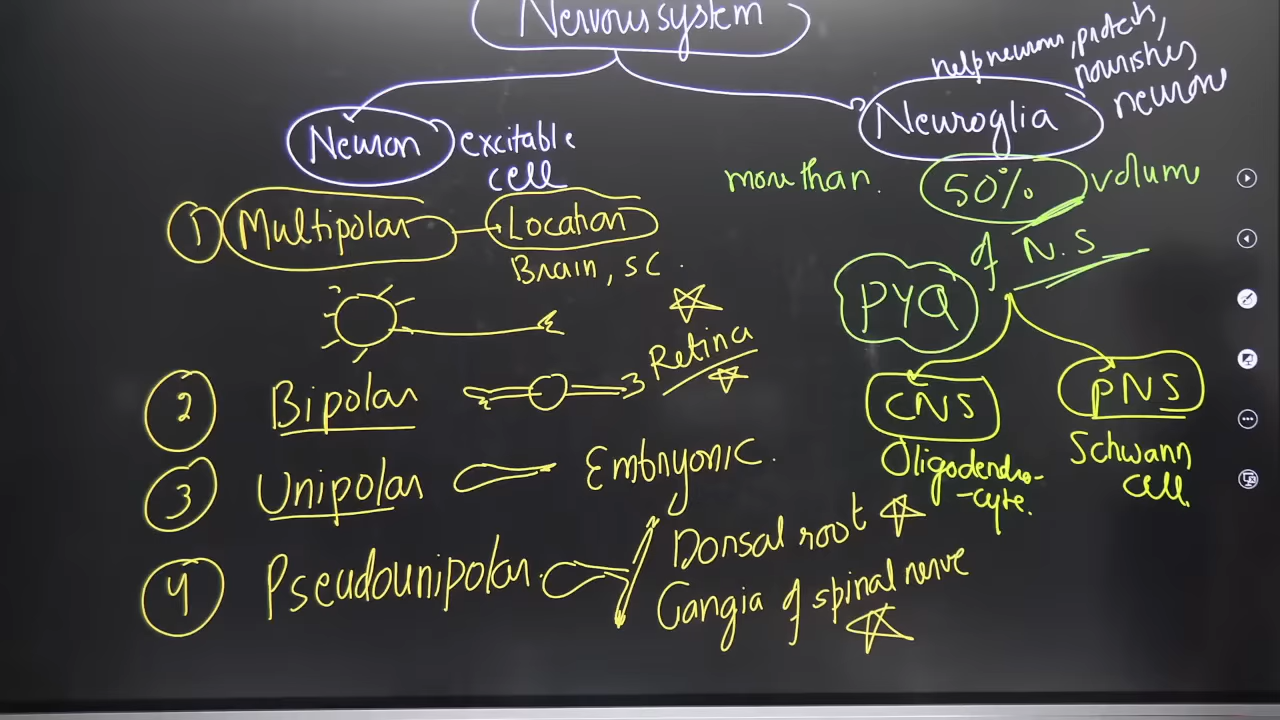 Nervous system
help neurons, protects,
nourishes
neurons
Neuron
excitable
cell
Neuroglia
more than 50% volume
of N.S
1 Multipolar
Location
Brain, SC.
PYQ
2 Bipolar
Retina
CNS
PNS
Oligodendro-
-cyte.
Schwann
cell
3 Unipolar
Embryonic.
4 Pseudounipolar.
Dorsal root
Gangia of spinal nerve